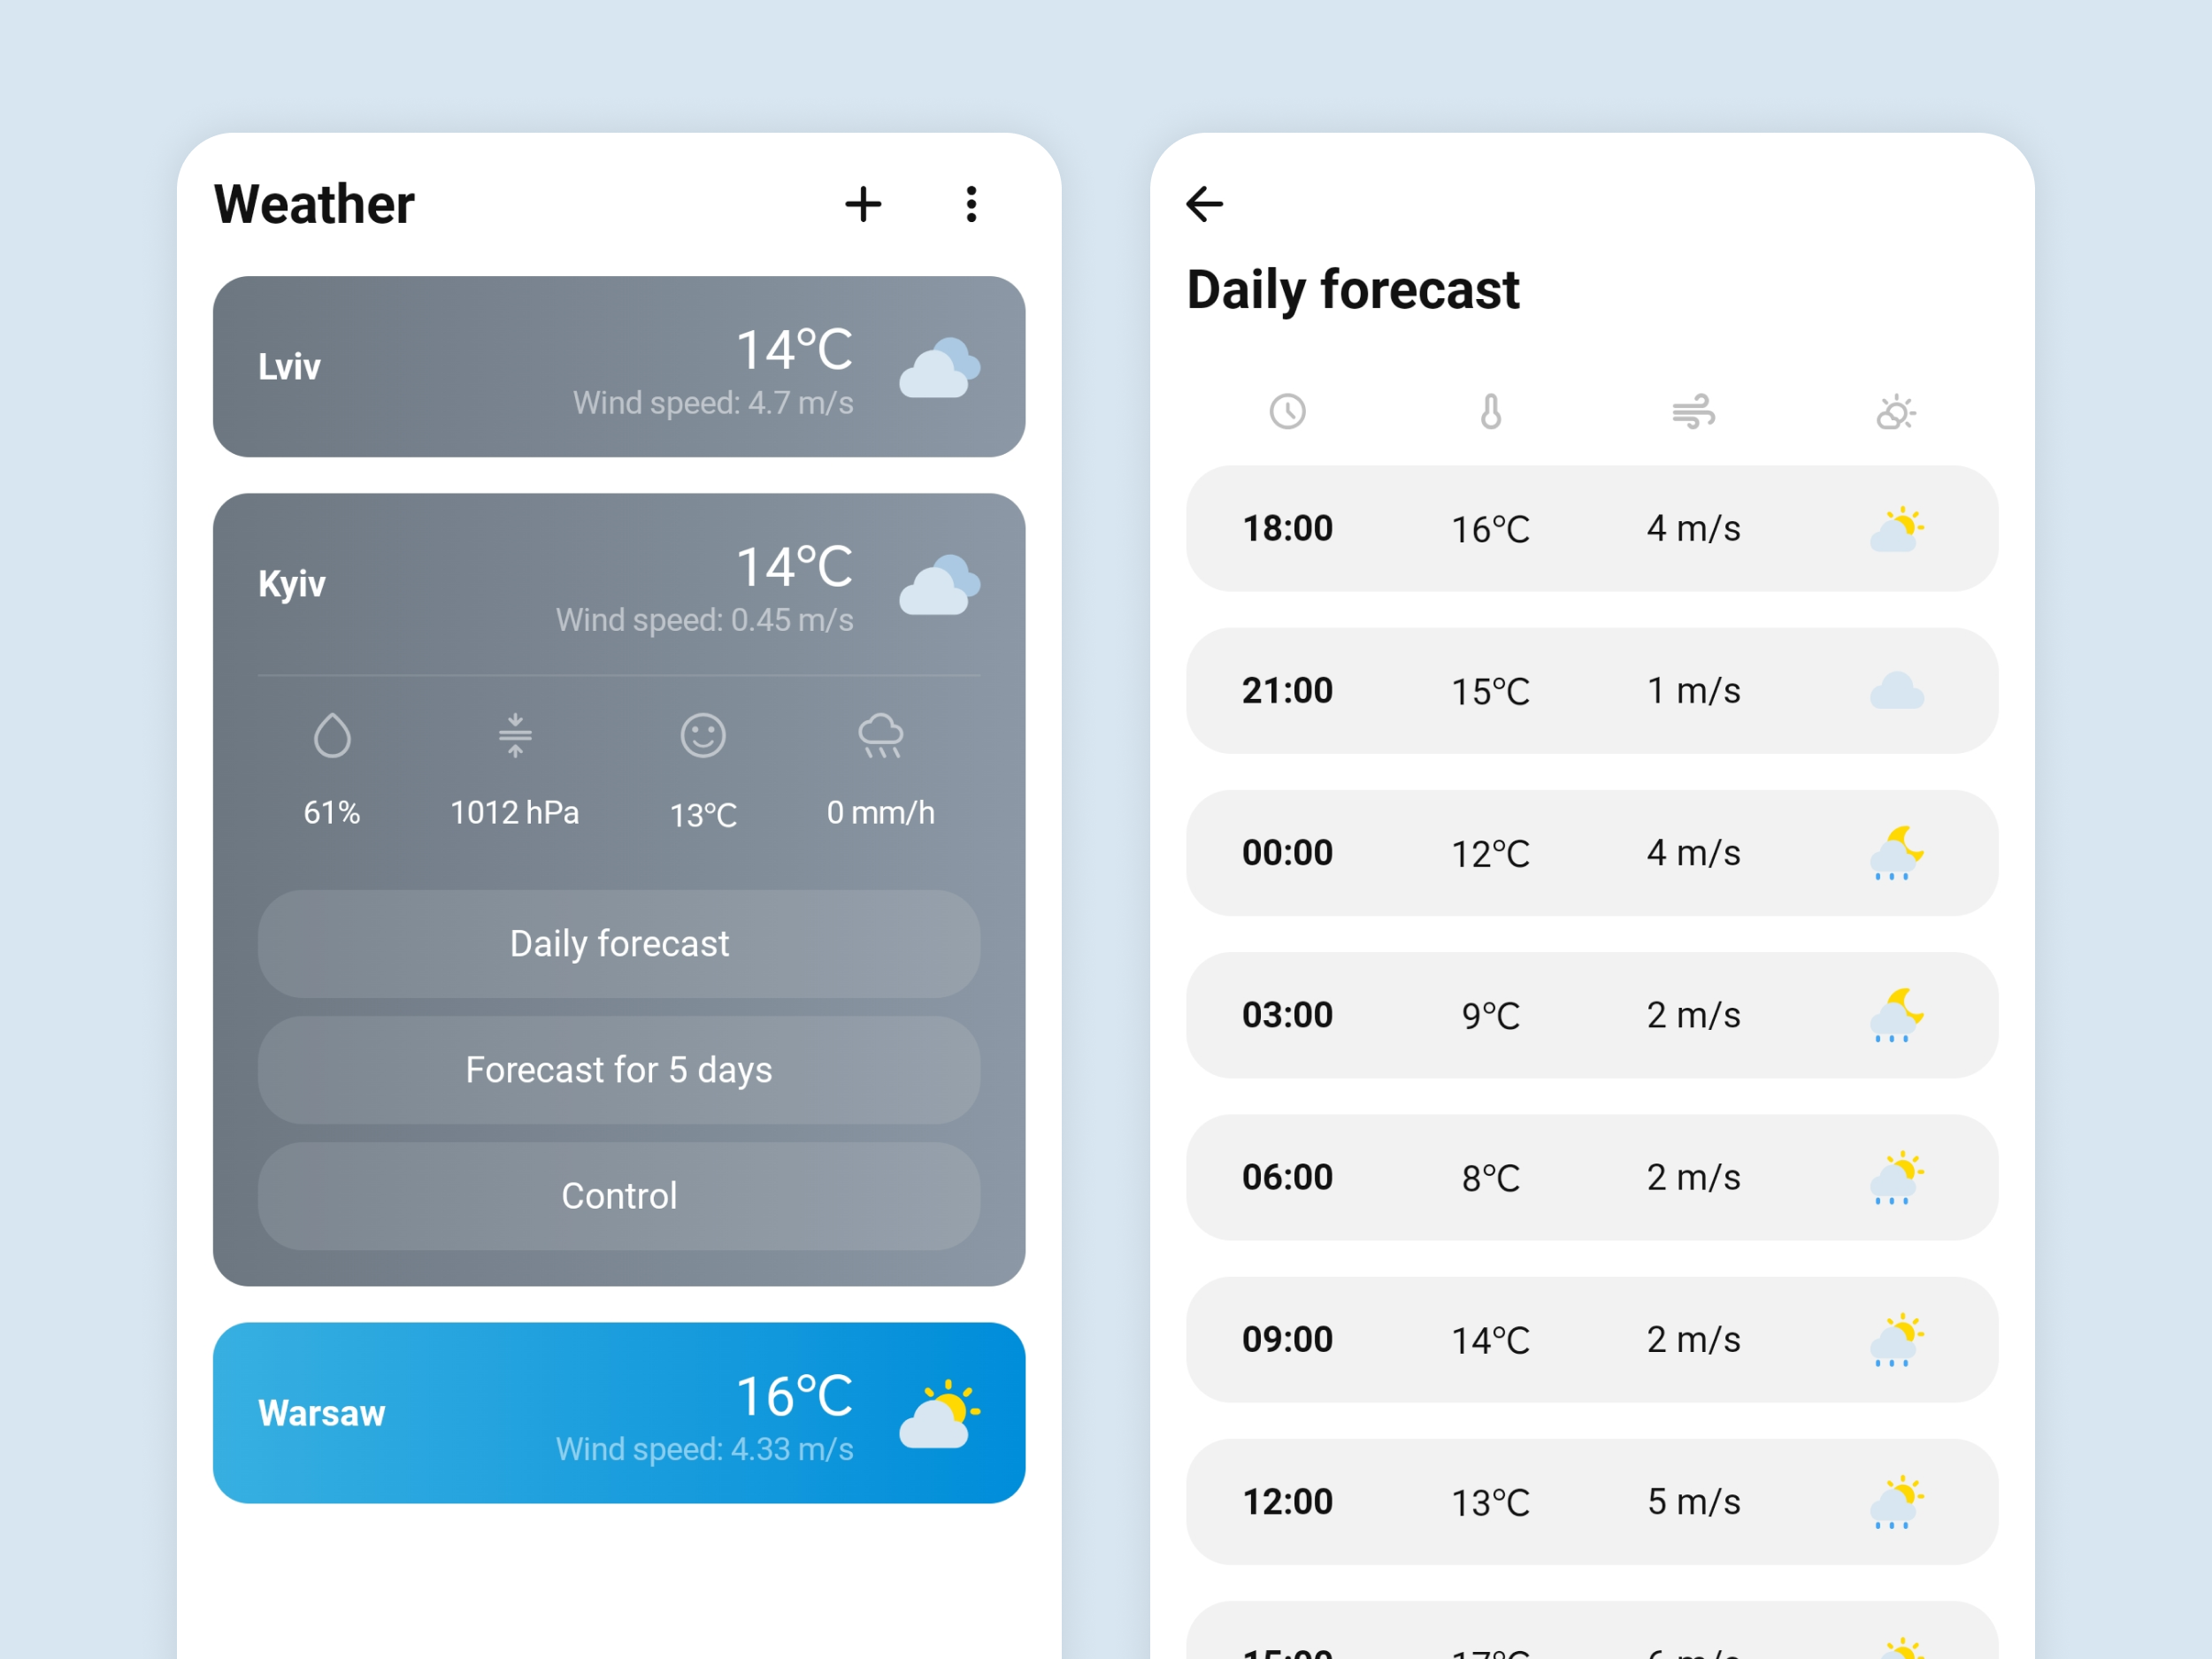 Weather
Lviv
14°C
Wind speed: 4.7 m/s
Kyiv
14°C
Wind speed: 0.45 m/s
61%
1012 hPa
13°C
0 mm/h
Daily forecast
Forecast for 5 days
Control
Warsaw
16°C
Wind speed: 4.33 m/s
Daily forecast
18:00 16°C 4 m/s
21:00 15°C 1 m/s
00:00 12°C 4 m/s
03:00 9°C 2 m/s
06:00 8°C 2 m/s
09:00 14°C 2 m/s
12:00 13°C 5 m/s
15:00 17°C